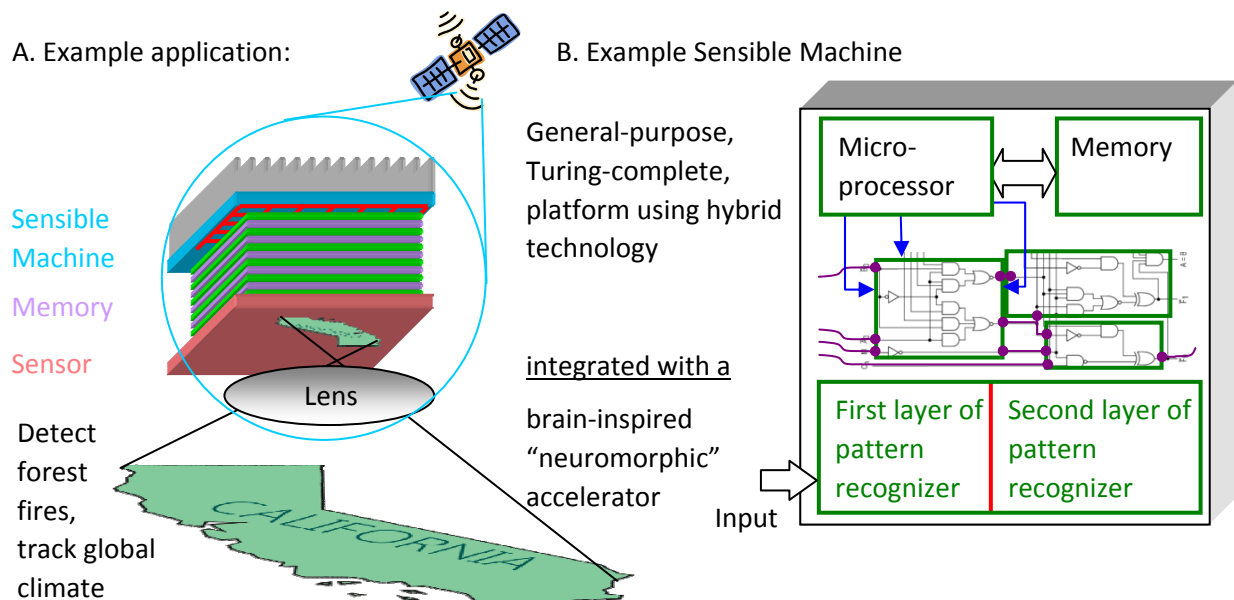 A. Example application:
Sensible
Machine
Memory
Sensor
Lens
Detect
forest
fires,
track global
climate
CALIFORNIA
B. Example Sensible Machine
General-purpose,
Turing-complete,
platform using hybrid
technology
integrated with a
brain-inspired
“neuromorphic”
accelerator
Input
Micro-
processor
Memory
A = B
F₁
First layer of
pattern
recognizer
Second layer of
pattern
recognizer